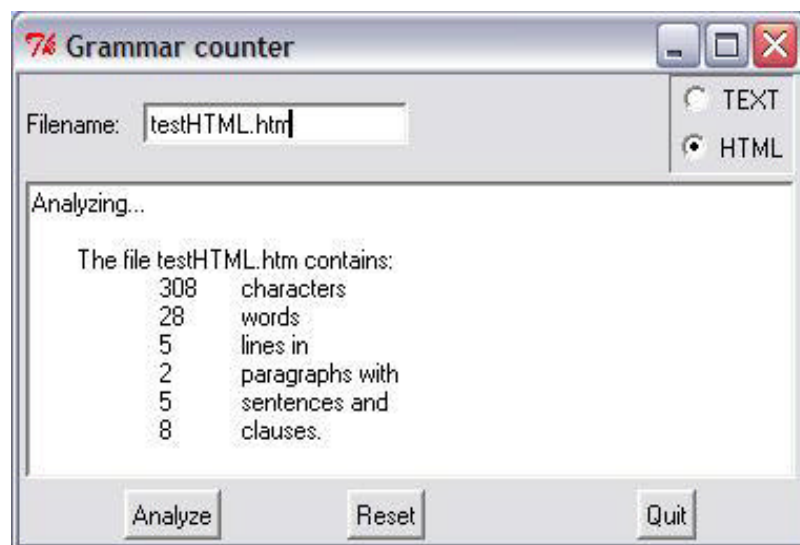 Grammar counter
Filename: testHTML.htm
TEXT
HTML
Analyzing...
The file testHTML.htm contains:
308 characters
28 words
5 lines in
2 paragraphs with
5 sentences and
8 clauses.
Analyze Reset Quit